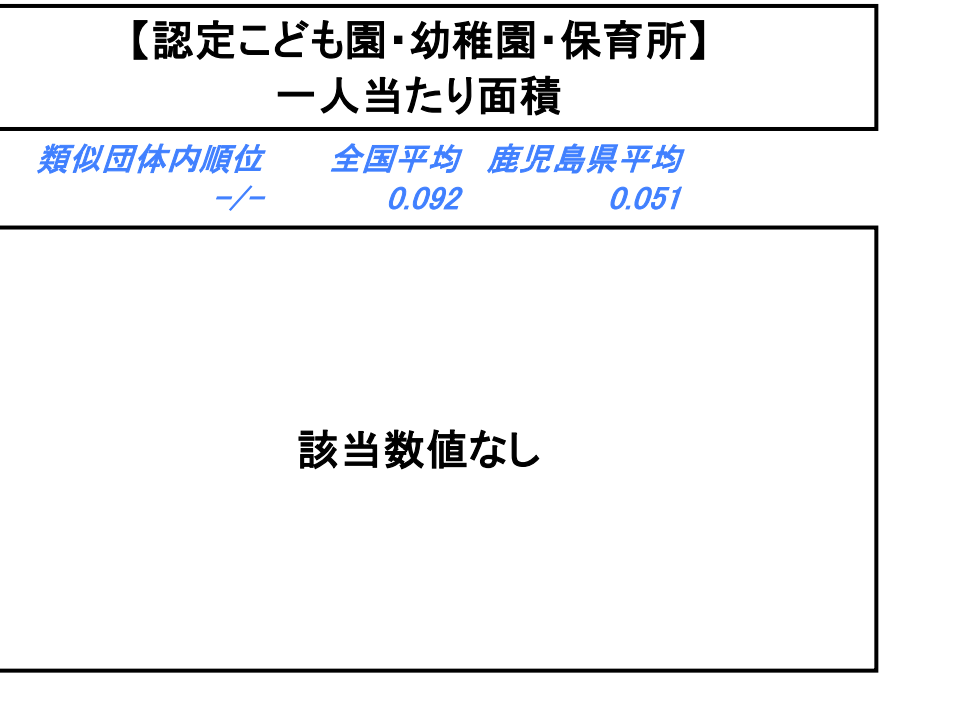 【認定こども園・幼稚園・保育所】
一人当たり面積
類似団体内順位 全国平均 鹿児島県平均
-/- 0.092 0.051
該当数値なし